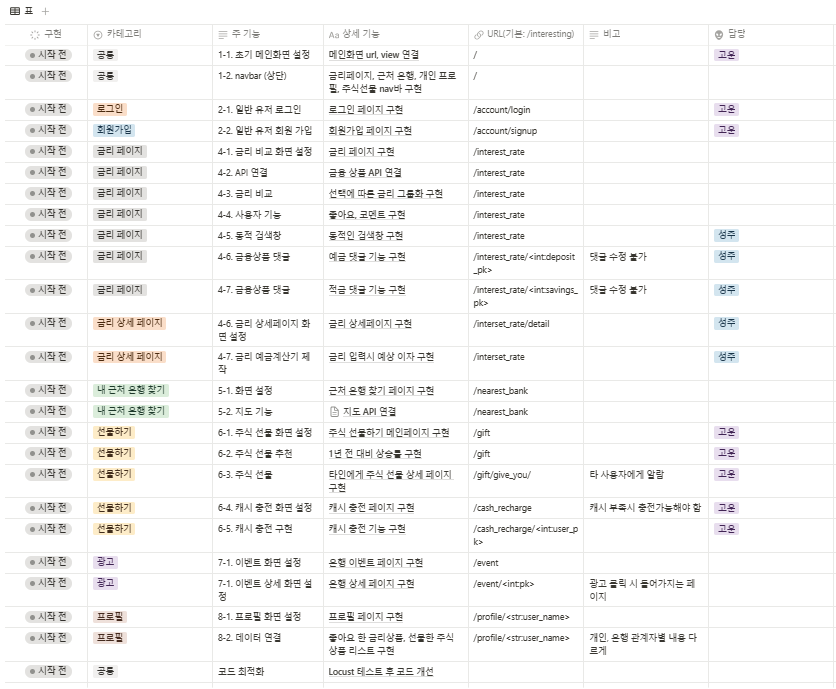 표 +
구현 카테고리 주 기능 Aa 상세 기능 URL(기본: /interesting) 비고 담당
시작 전 공통 1-1. 초기 메인화면 설정 메인화면 url, view 연결 / 고운
시작 전 공통 1-2. navbar (상단) 금리페이지, 근처 은행, 개인 프로 /
필, 주식선물 nav바 구현
시작 전 로그인 2-1. 일반 유저 로그인 로그인 페이지 구현 /account/login 고운
시작 전 회원가입 2-2. 일반 유저 회원 가입 회원가입 페이지 구현 /account/signup 고운
시작 전 금리 페이지 4-1. 금리 비교 화면 설정 금리 페이지 구현 /interest_rate
시작 전 금리 페이지 4-2. API 연결 금융 상품 API 연결 /interest_rate
시작 전 금리 페이지 4-3. 금리 비교 선택에 따른 금리 그룹화 구현 /interest_rate
시작 전 금리 페이지 4-4. 사용자 기능 좋아요, 코멘트 구현 /interest_rate
시작 전 금리 페이지 4-5. 동적 검색창 동적인 검색창 구현 /interest_rate 성주
시작 전 금리 페이지 4-6. 금융상품 댓글 예금 댓글 기능 구현 /interest_rate/<int:deposit 댓글 수정 불가 성주
_pk>
시작 전 금리 페이지 4-7. 금융상품 댓글 적금 댓글 기능 구현 /interest_rate/<int:savings_ 댓글 수정 불가 성주
pk>
시작 전 금리 상세 페이지 4-6. 금리 상세페이지 화 금리 상세페이지 구현 /interset_rate/detail 성주
면 설정
시작 전 금리 상세 페이지 4-7. 금리 예금계산기 제 금리 입력시 예상 이자 구현 /interset_rate 성주
작
시작 전 내 근처 은행 찾기 5-1. 화면 설정 근처 은행 찾기 페이지 구현 /nearest_bank
시작 전 내 근처 은행 찾기 5-2. 지도 기능 지도 API 연결 /nearest_bank
시작 전 선물하기 6-1. 주식 선물 화면 설정 주식 선물하기 메인페이지 구현 /gift 고운
시작 전 선물하기 6-2. 주식 선물 추천 1년 전 대비 상승률 구현 /gift 고운
시작 전 선물하기 6-3. 주식 선물 타인에게 주식 선물 상세 페이지 /gift/give_you/ 타 사용자에게 알람 고운
구현
시작 전 선물하기 6-4. 캐시 충전 화면 설정 캐시 충전 페이지 구현 /cash_recharge 캐시 부족시 충전가능해야 함 고운
시작 전 선물하기 6-5. 캐시 충전 구현 캐시 충전 기능 구현 /cash_recharge/<int:user_p 고운
k>
시작 전 광고 7-1. 이벤트 화면 설정 은행 이벤트 페이지 구현 /event
시작 전 광고 7-1. 이벤트 상세 화면 설 은행 상세 페이지 구현 /event/<int:pk> 광고 클릭 시 들어가지는 페
정 이지
시작 전 프로필 8-1. 프로필 화면 설정 프로필 페이지 구현 /profile/<str:user_name>
시작 전 프로필 8-2. 데이터 연결 좋아요 한 금리상품, 선물한 주식 /profile/<str:user_name> 개인, 은행 관계자별 내용 다
상품 리스트 구현 르게
시작 전 공통 코드 최적화 Locust 테스트 후 코드 개선